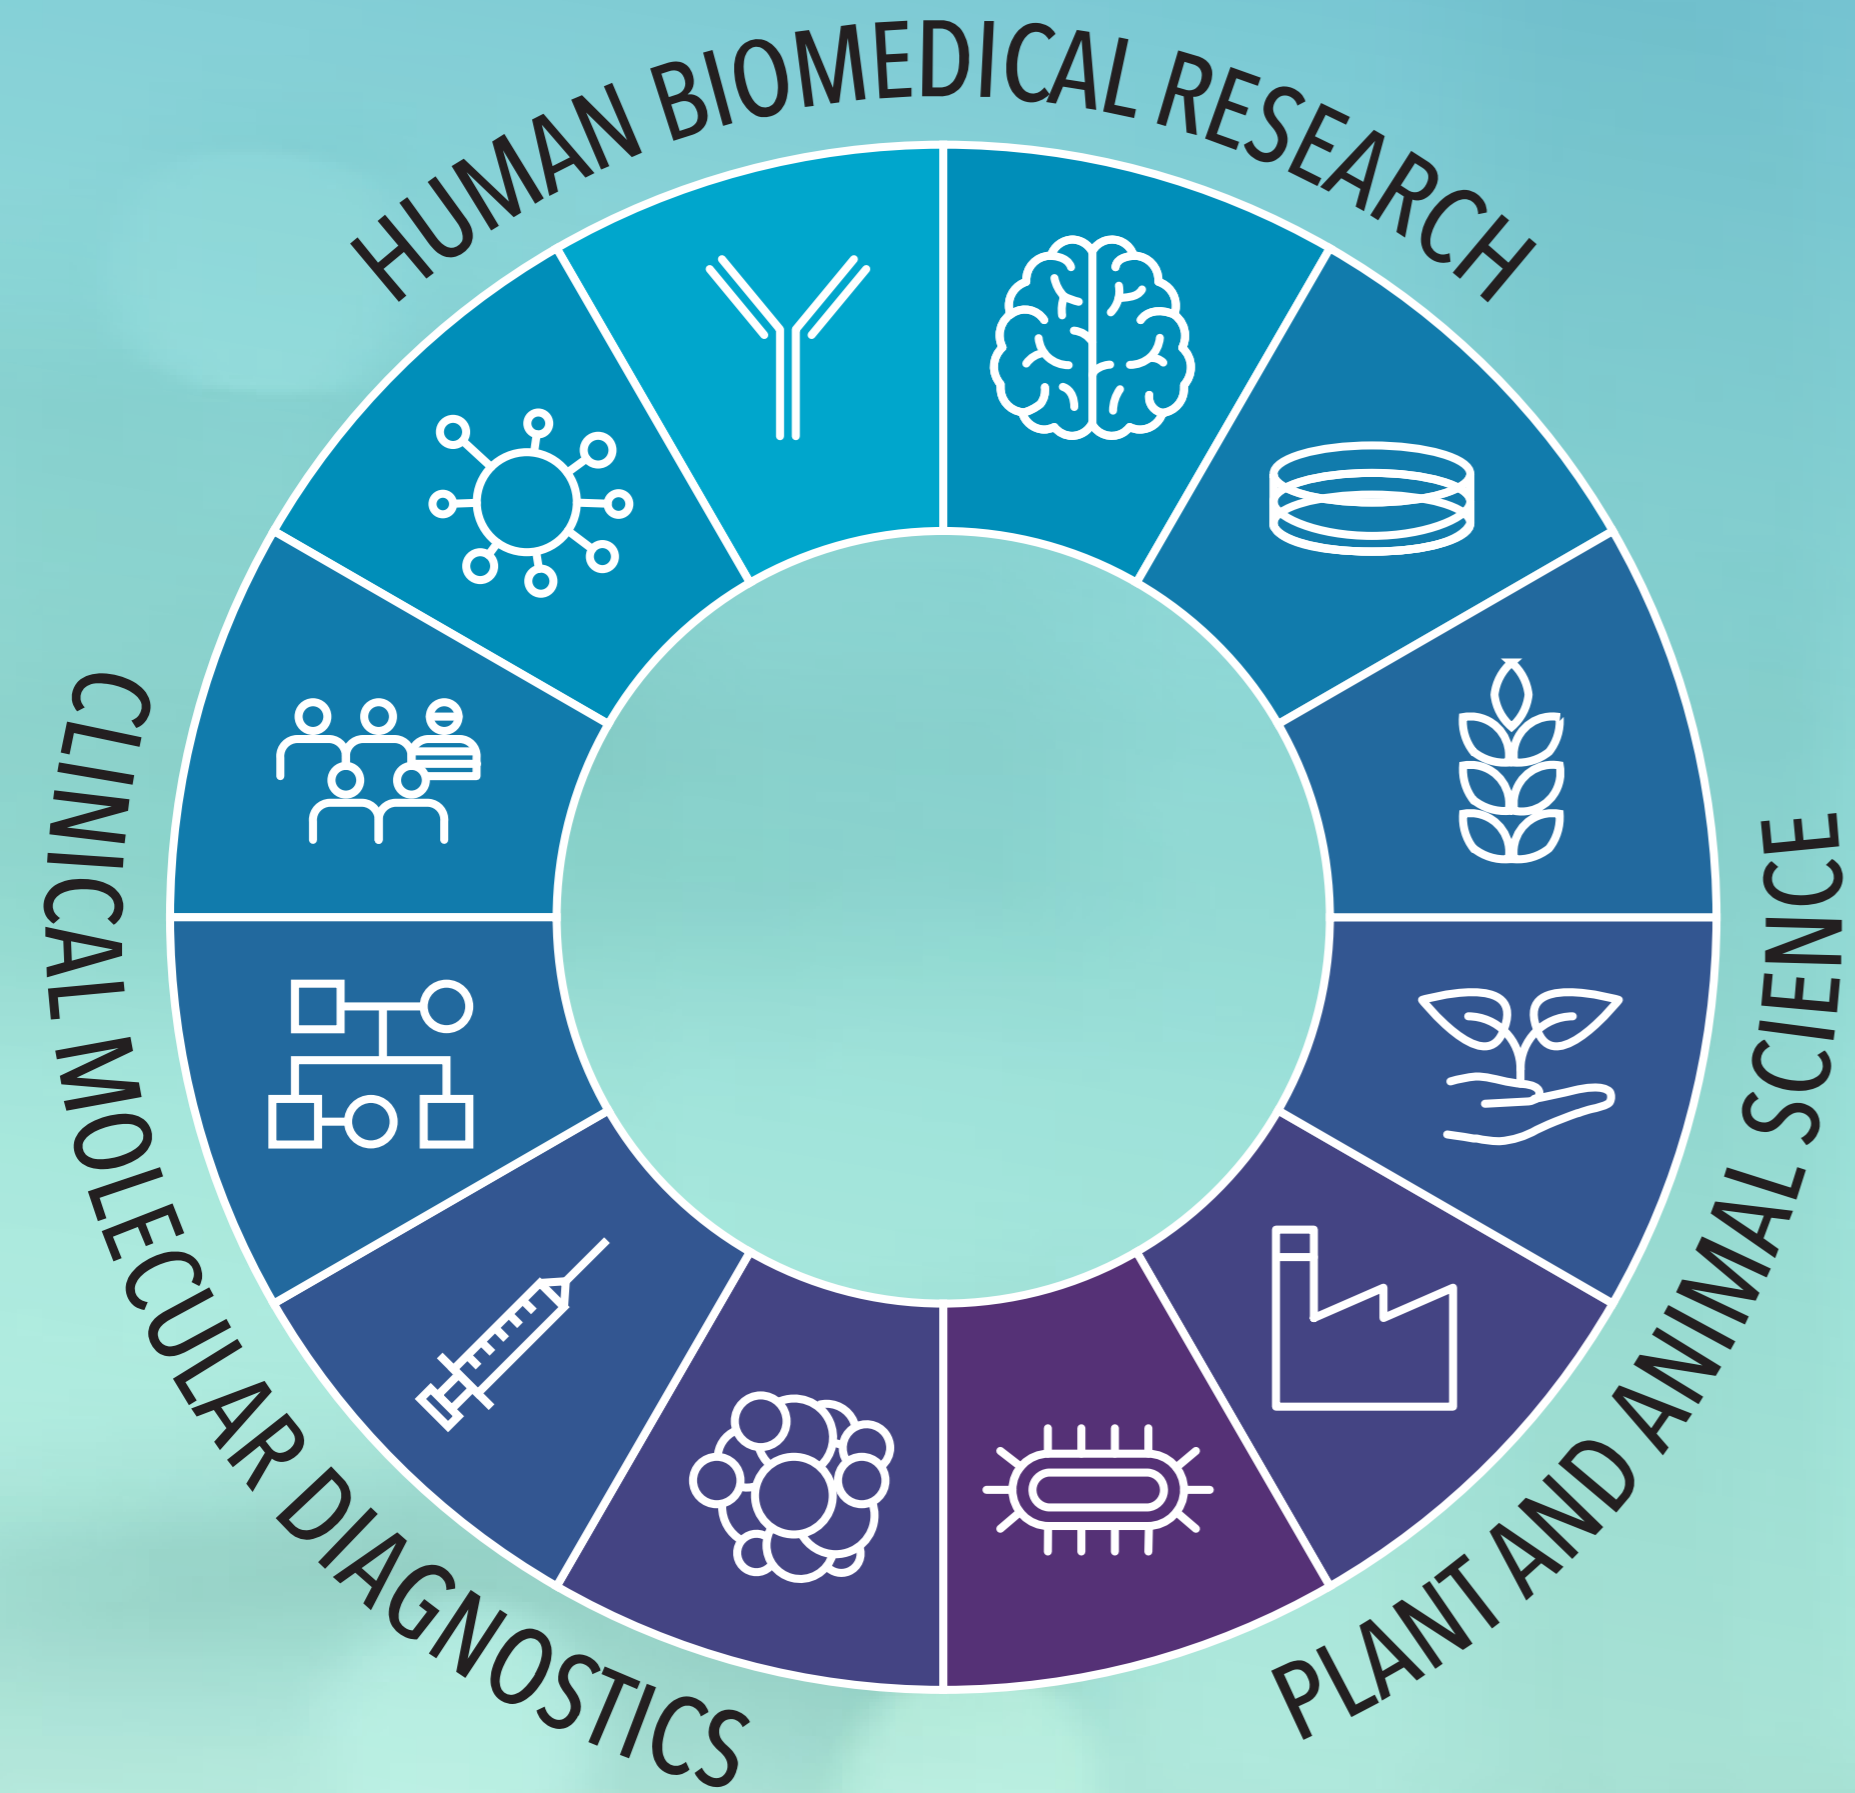 HUMAN BIOMEDICAL RESEARCH
CLINICAL MOLECULAR DIAGNOSTICS
PLANT AND ANIMAL SCIENCE